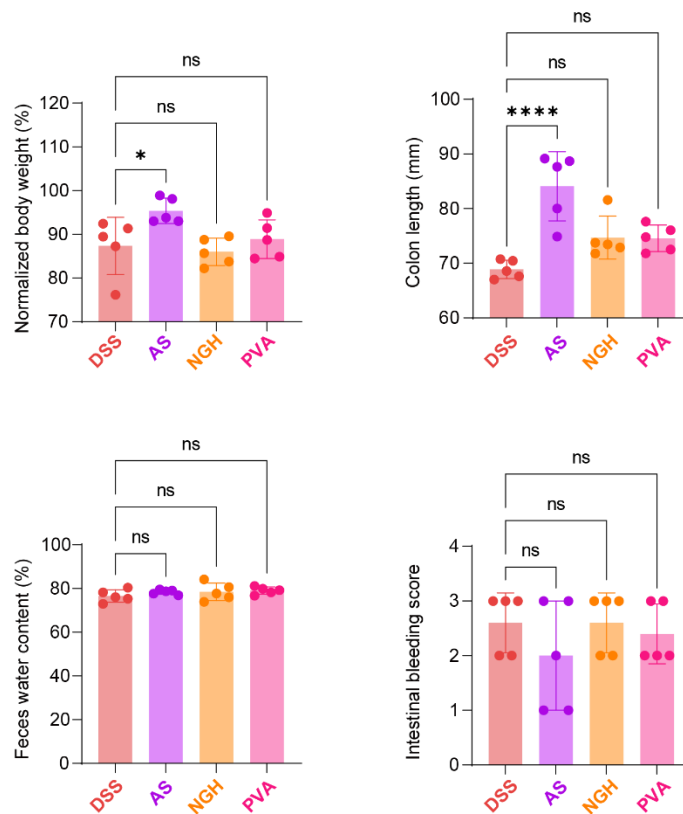 ns
ns
*
Normalized body weight (%)
120
110
100
90
80
70
DSS
AS
NGH
PVA
ns
ns
****
Colon length (mm)
100
90
80
70
60
DSS
AS
NGH
PVA
ns
ns
ns
Feces water content (%)
100
80
60
40
20
0
DSS
AS
NGH
PVA
ns
ns
ns
Intestinal bleeding score
4
3
2
1
0
DSS
AS
NGH
PVA